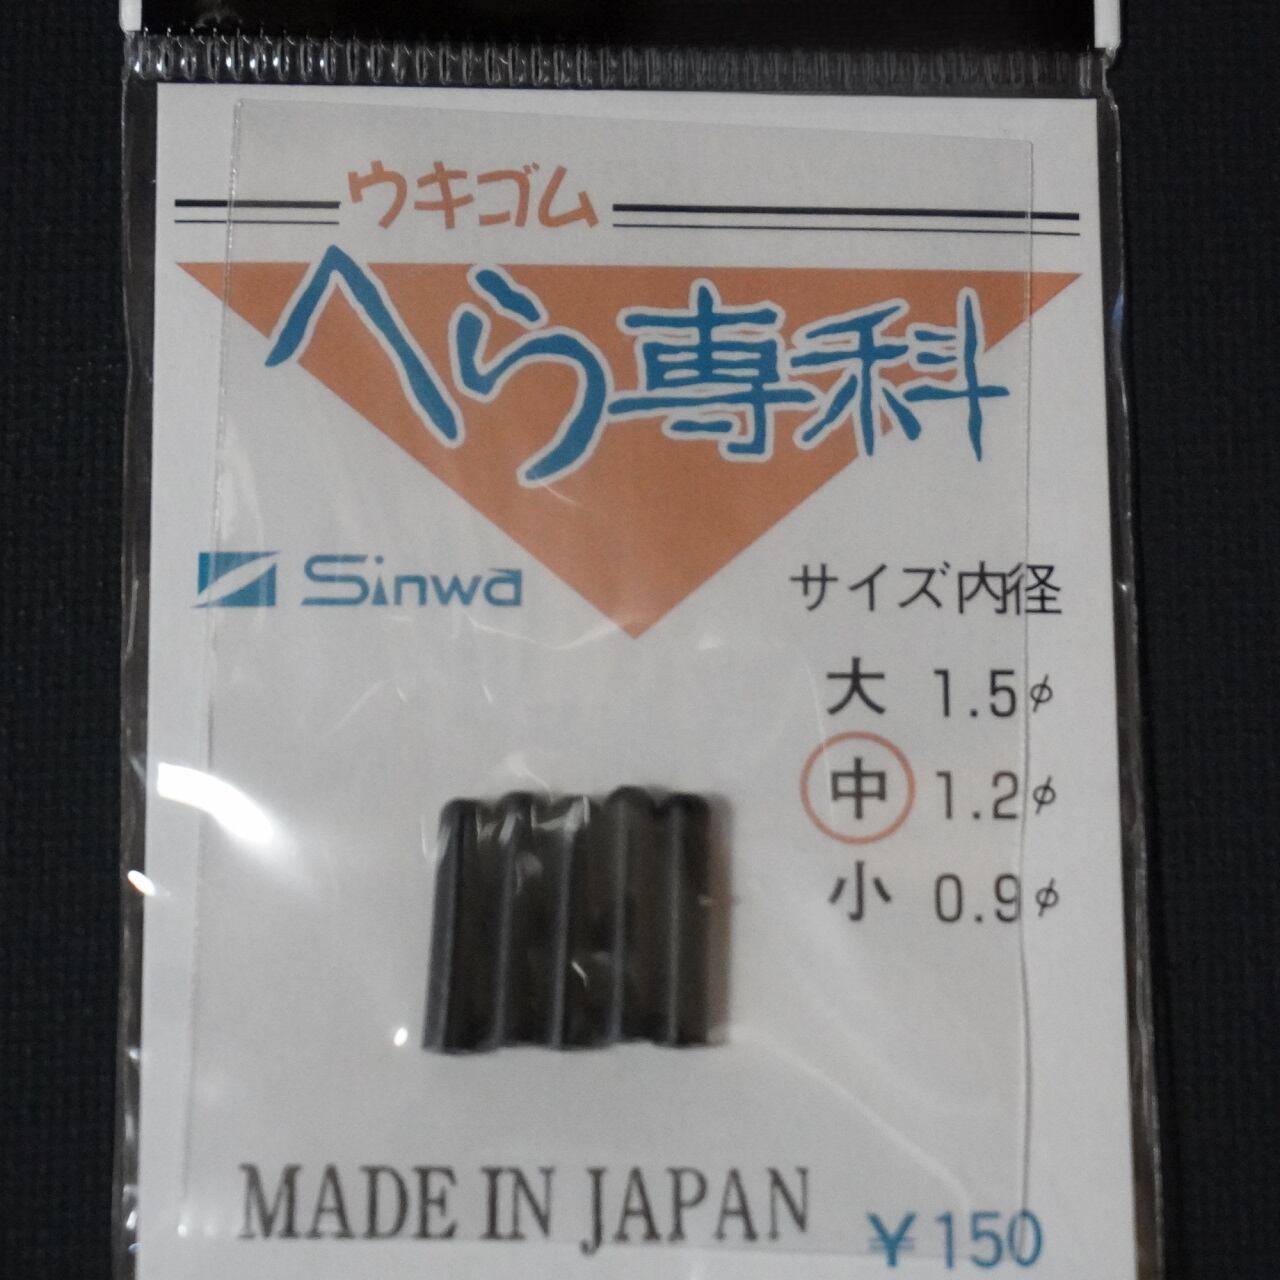 ウキゴム
へら専科
Sinwa
サイズ内径
大 1.5φ
中 1.2φ
小 0.9φ
MADE IN JAPAN
¥150